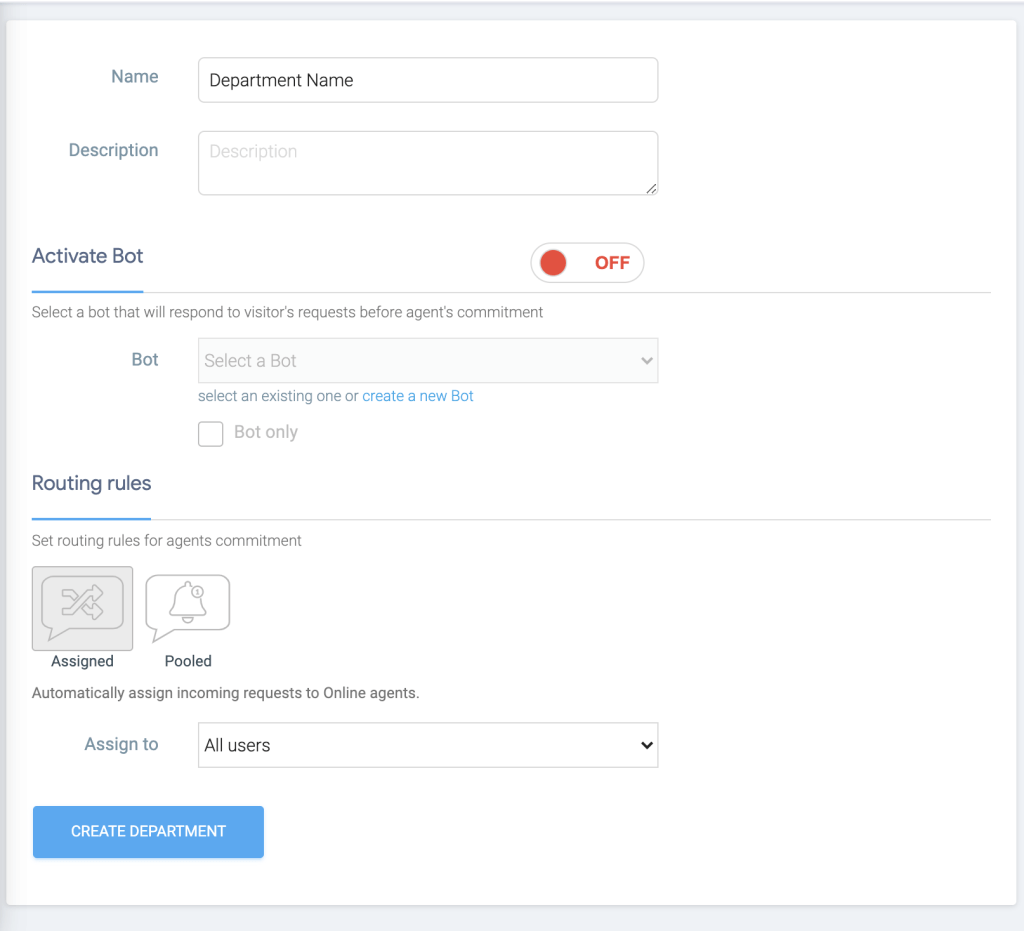 Name
Department Name
Description
Description
Activate Bot
OFF
Select a bot that will respond to visitor's requests before agent's commitment
Bot
Select a Bot
select an existing one or create a new Bot
Bot only
Routing rules
Set routing rules for agents commitment
1
Assigned
Pooled
Automatically assign incoming requests to Online agents.
Assign to
All users
CREATE DEPARTMENT